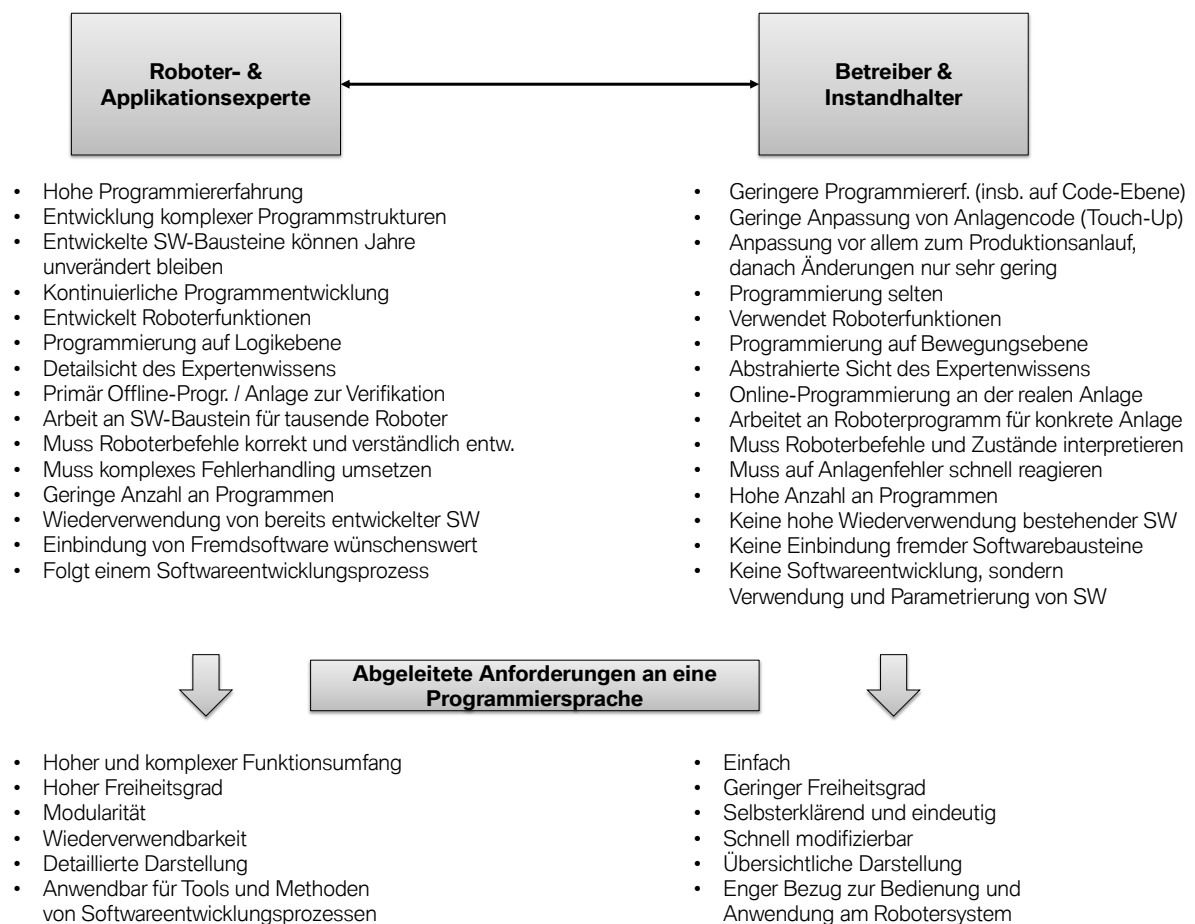 Roboter- &
Applikationsexperte
Betreiber &
Instandhalter
• Hohe Programmiererfahrung
• Entwicklung komplexer Programmstrukturen
• Entwickelte SW-Bausteine können Jahre
unverändert bleiben
• Kontinuierliche Programmentwicklung
• Entwickelt Roboterfunktionen
• Programmierung auf Logikebene
• Detailsicht des Expertenwissens
• Primär Offline-Progr. / Anlage zur Verifikation
• Arbeit an SW-Baustein für tausende Roboter
• Muss Roboterbefehle korrekt und verständlich entw.
• Muss komplexes Fehlerhandling umsetzen
• Geringe Anzahl an Programmen
• Wiederverwendung von bereits entwickelter SW
• Einbindung von Fremdsoftware wünschenswert
• Folgt einem Softwareentwicklungsprozess
• Geringere Programmiererf. (insb. auf Code-Ebene)
• Geringe Anpassung von Anlagencode (Touch-Up)
• Anpassung vor allem zum Produktionsanlauf,
danach Änderungen nur sehr gering
• Programmierung selten
• Verwendet Roboterfunktionen
• Programmierung auf Bewegungsebene
• Abstrahierte Sicht des Expertenwissens
• Online-Programmierung an der realen Anlage
• Arbeitet an Roboterprogramm für konkrete Anlage
• Muss Roboterbefehle und Zustände interpretieren
• Muss auf Anlagenfehler schnell reagieren
• Hohe Anzahl an Programmen
• Keine hohe Wiederverwendung bestehender SW
• Keine Einbindung fremder Softwarebausteine
• Keine Softwareentwicklung, sondern
Verwendung und Parametrierung von SW
Abgeleitete Anforderungen an eine
Programmiersprache
• Hoher und komplexer Funktionsumfang
• Hoher Freiheitsgrad
• Modularität
• Wiederverwendbarkeit
• Detaillierte Darstellung
• Anwendbar für Tools und Methoden
von Softwareentwicklungsprozessen
• Einfach
• Geringer Freiheitsgrad
• Selbsterklärend und eindeutig
• Schnell modifizierbar
• Übersichtliche Darstellung
• Enger Bezug zur Bedienung und
Anwendung am Robotersystem